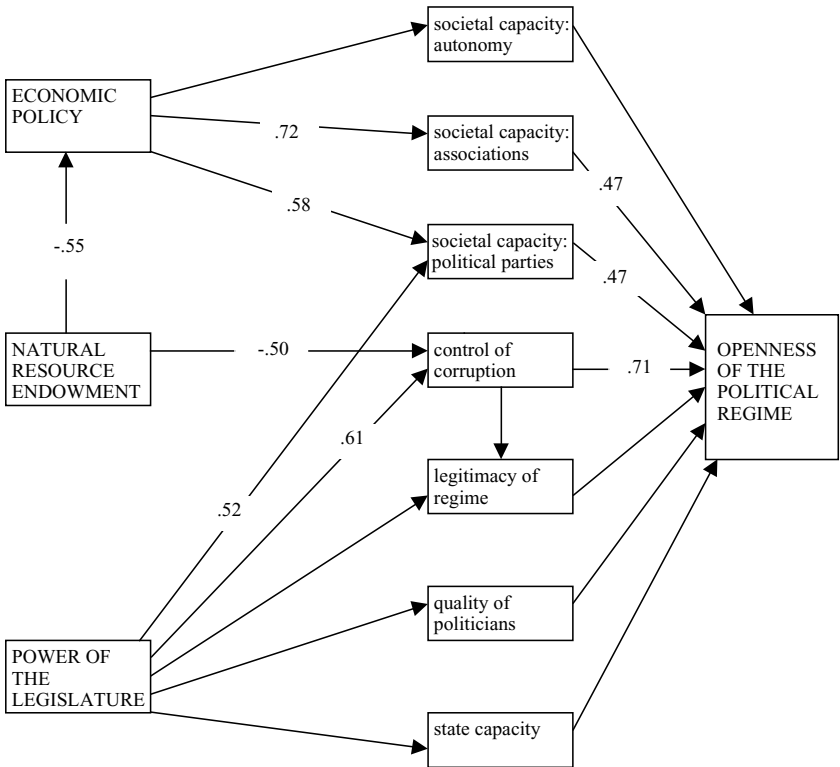 societal capacity:
autonomy
ECONOMIC
POLICY
.72
societal capacity:
associations
.47
.58
societal capacity:
political parties
-.55
.47
NATURAL
RESOURCE
ENDOWMENT
-.50
control of
corruption
.71
OPENNESS
OF THE
POLITICAL
REGIME
.61
legitimacy of
regime
.52
quality of
politicians
POWER OF
THE
LEGISLATURE
state capacity